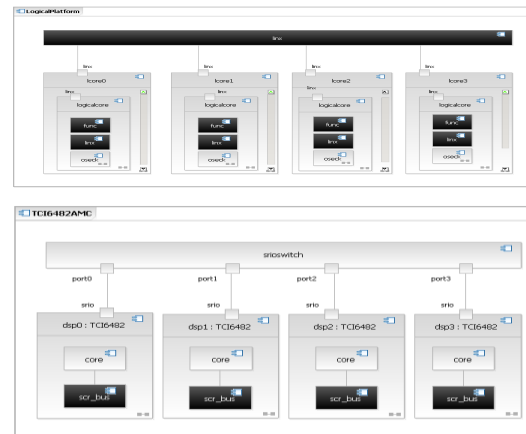 LogicalPlatform
linx
linx linx linx linx
lcore0 lcore1 lcore2 lcore3
linx linx linx linx
logicalcore logicalcore logicalcore logicalcore
func func func func
linx linx linx linx
osedsp
TCI6482AMC
srioswitch
port0 port1 port2 port3
srio srio srio srio
dsp0 : TCI6482 dsp1 : TCI6482 dsp2 : TCI6482 dsp3 : TCI6482
core core core core
scr_bus scr_bus scr_bus scr_bus